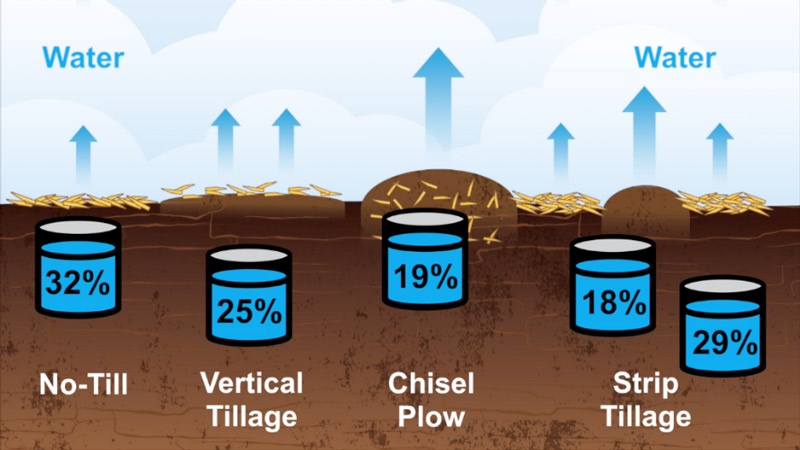 Water
Water
32%
25%
19%
18%
29%
No-Till
Vertical
Tillage
Chisel
Plow
Strip
Tillage